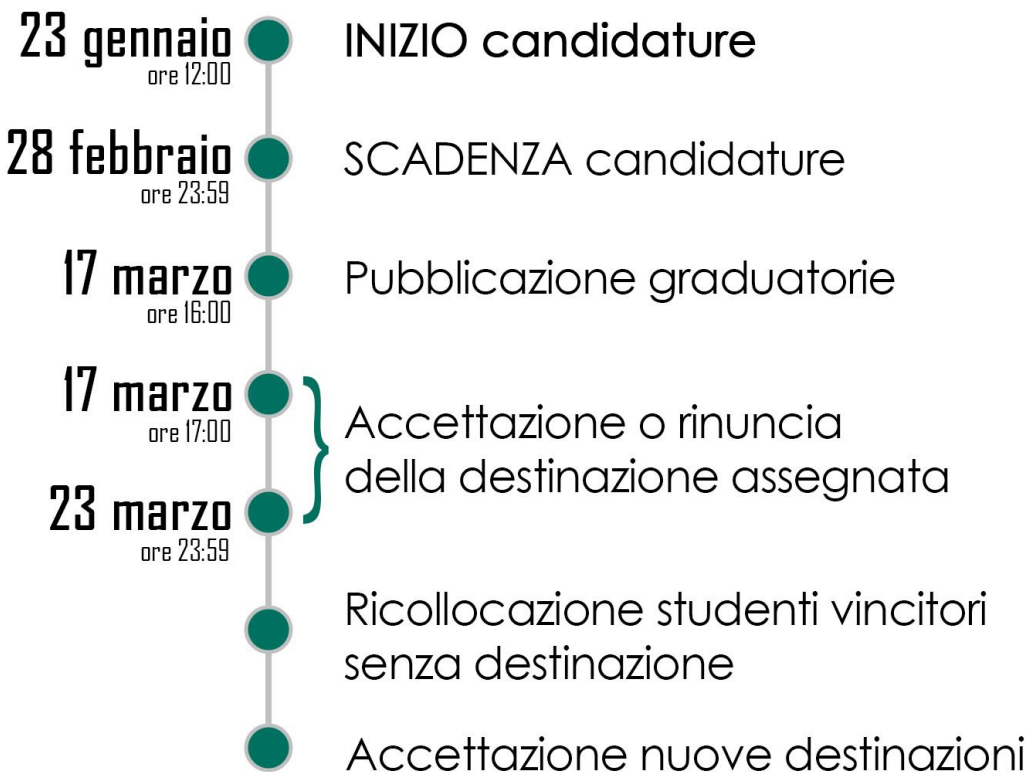 23 gennaio
ore 12:00
INIZIO candidature
28 febbraio
ore 23:59
SCADENZA candidature
17 marzo
ore 16:00
Pubblicazione graduatorie
17 marzo
ore 17:00
23 marzo
ore 23:59
Accettazione o rinuncia
della destinazione assegnata
Ricollocazione studenti vincitori
senza destinazione
Accettazione nuove destinazioni